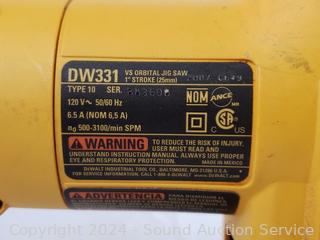 DW331
VS ORBITAL JIG SAW
1" STROKE (25mm)
TYPE 10 SER.
120 V ~ 50/60 Hz
6.5 A (NOM 6,5 A)
n₀ 500-3100/min SPM
NOM ANCE
MR
C US
WARNING
TO REDUCE THE RISK OF INJURY,
USER MUST READ AND
UNDERSTAND INSTRUCTION MANUAL. ALWAYS USE
PROPER EYE PROTECTION. MADE IN MEXICO
DEWALT INDUSTRIAL TOOL CO., BALTIMORE, MD 21286 U.S.A.
ADVERTENCIA
Copyright 2024 - Sound Auction Service